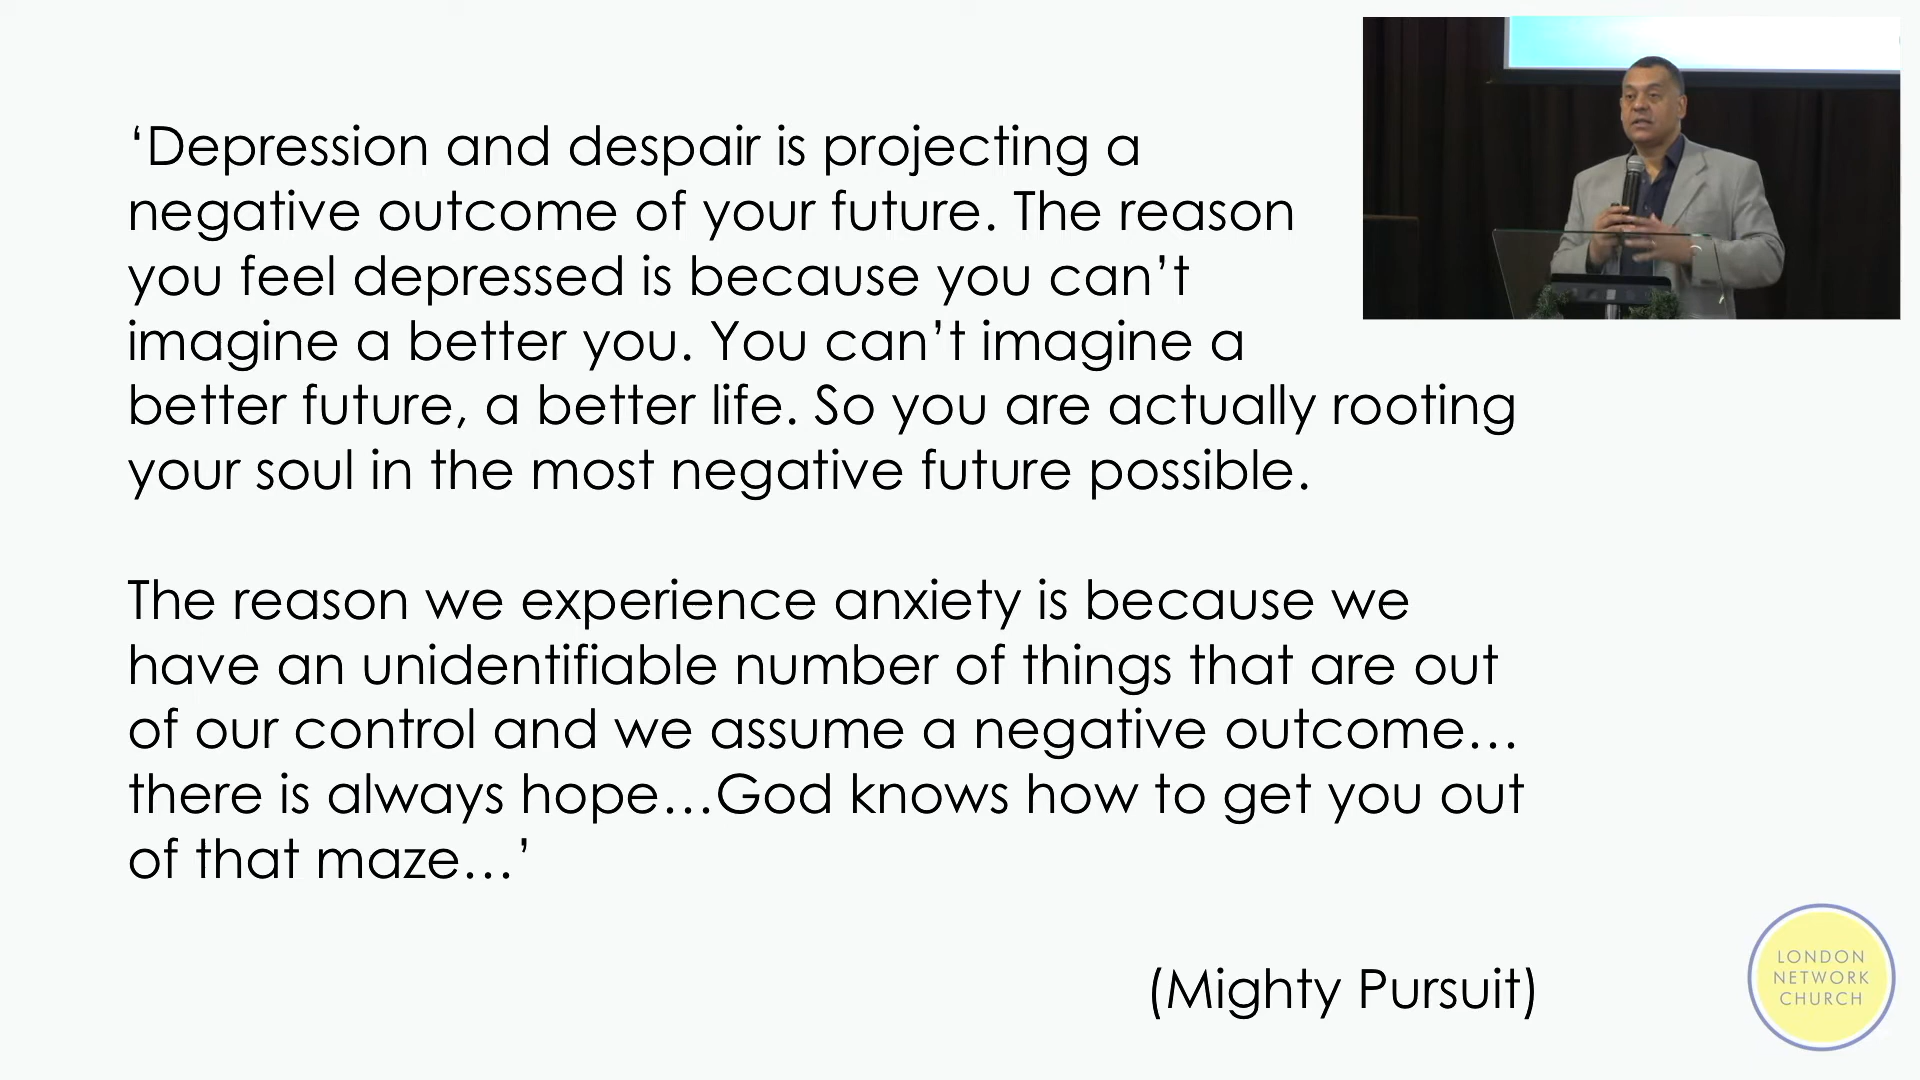 ‘Depression and despair is projecting a
negative outcome of your future. The reason
you feel depressed is because you can’t
imagine a better you. You can’t imagine a
better future, a better life. So you are actually rooting
your soul in the most negative future possible.
The reason we experience anxiety is because we
have an unidentifiable number of things that are out
of our control and we assume a negative outcome…
there is always hope…God knows how to get you out
of that maze…’
(Mighty Pursuit)
LONDON
NETWORK
CHURCH